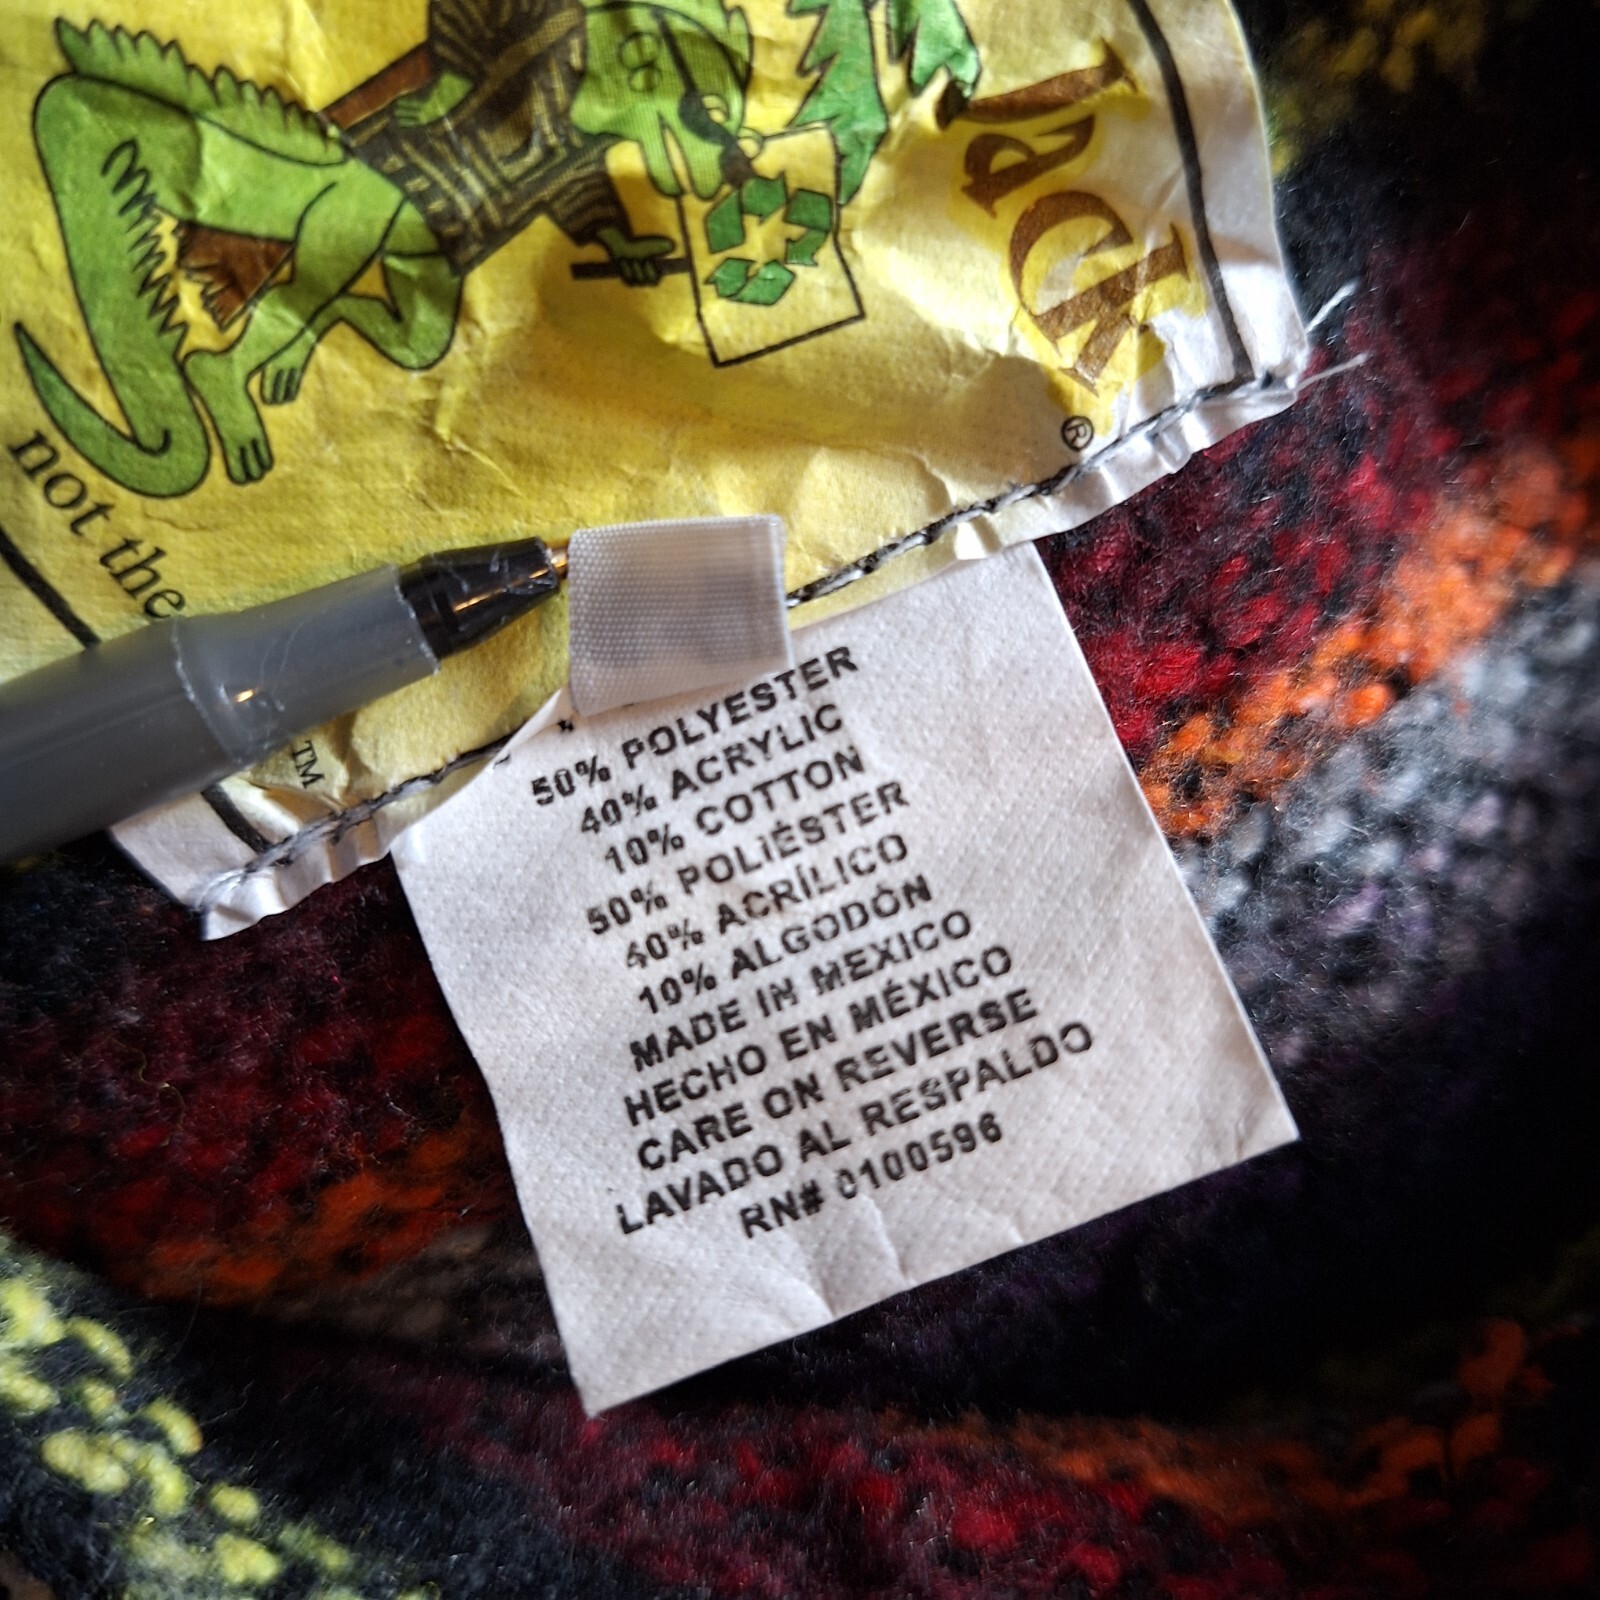 not the
TM
®
50% POLYESTER
40% ACRYLIC
10% COTTON
50% POLIÉSTER
40% ACRÍLICO
10% ALGODÓN
MADE IN MEXICO
HECHO EN MÉXICO
CARE ON REVERSE
LAVADO AL RESPALDO
RN# 0100596